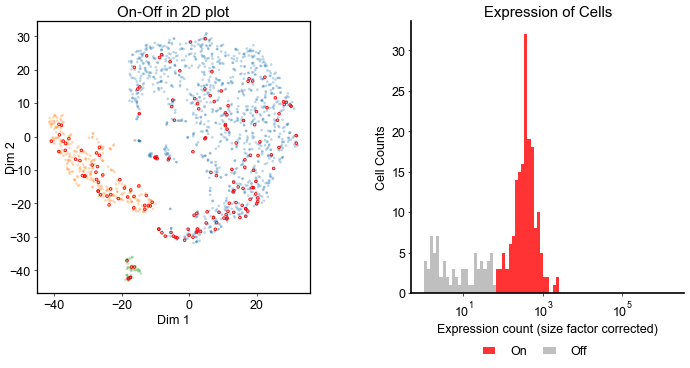 On-Off in 2D plot
30
20
10
0
−10
−20
−30
−40
Dim 2
−40
−20
0
20
Dim 1
Expression of Cells
30
25
20
15
10
5
0
Cell Counts
10^1
10^3
10^5
Expression count (size factor corrected)
On
Off